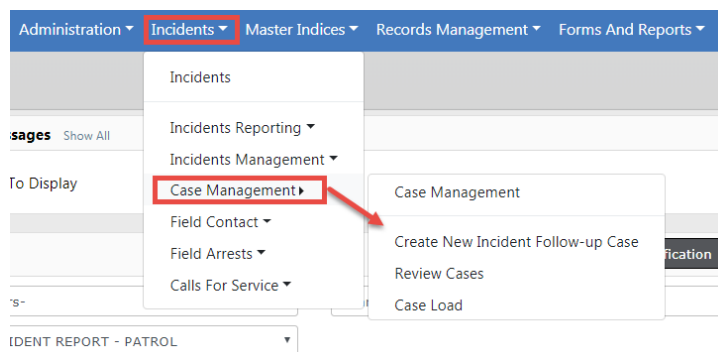 Administration Incidents Master Indices Records Management Forms And Reports
Incidents
ssages Show All
Incidents Reporting
Incidents Management
To Display
Case Management
Case Management
Field Contact
Create New Incident Follow-up Case
Field Arrests
fication
Review Cases
Calls For Service
rs-
Case Load
IDENT REPORT - PATROL